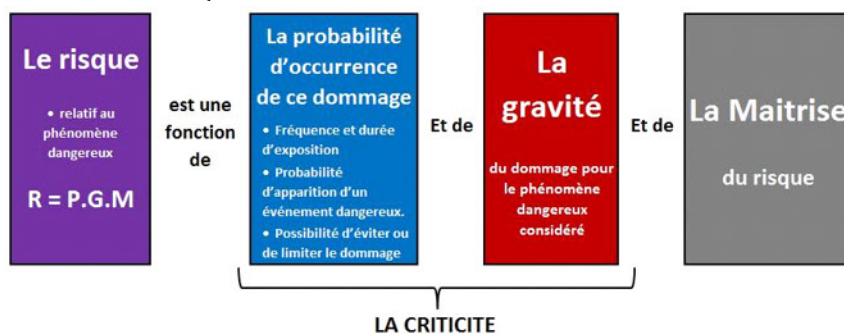 Le risque
• relatif au
phénomène
dangereux
R = P.G.M
est une
fonction
de
La probabilité
d'occurrence
de ce dommage
• Fréquence et durée
d'exposition
• Probabilité
d'apparition d'un
événement dangereux.
• Possibilité d'éviter ou
de limiter le dommage
Et de
La
gravité
du dommage pour
le phénomène
dangereux
considéré
Et de
La Maitrise
du risque
LA CRITICITE